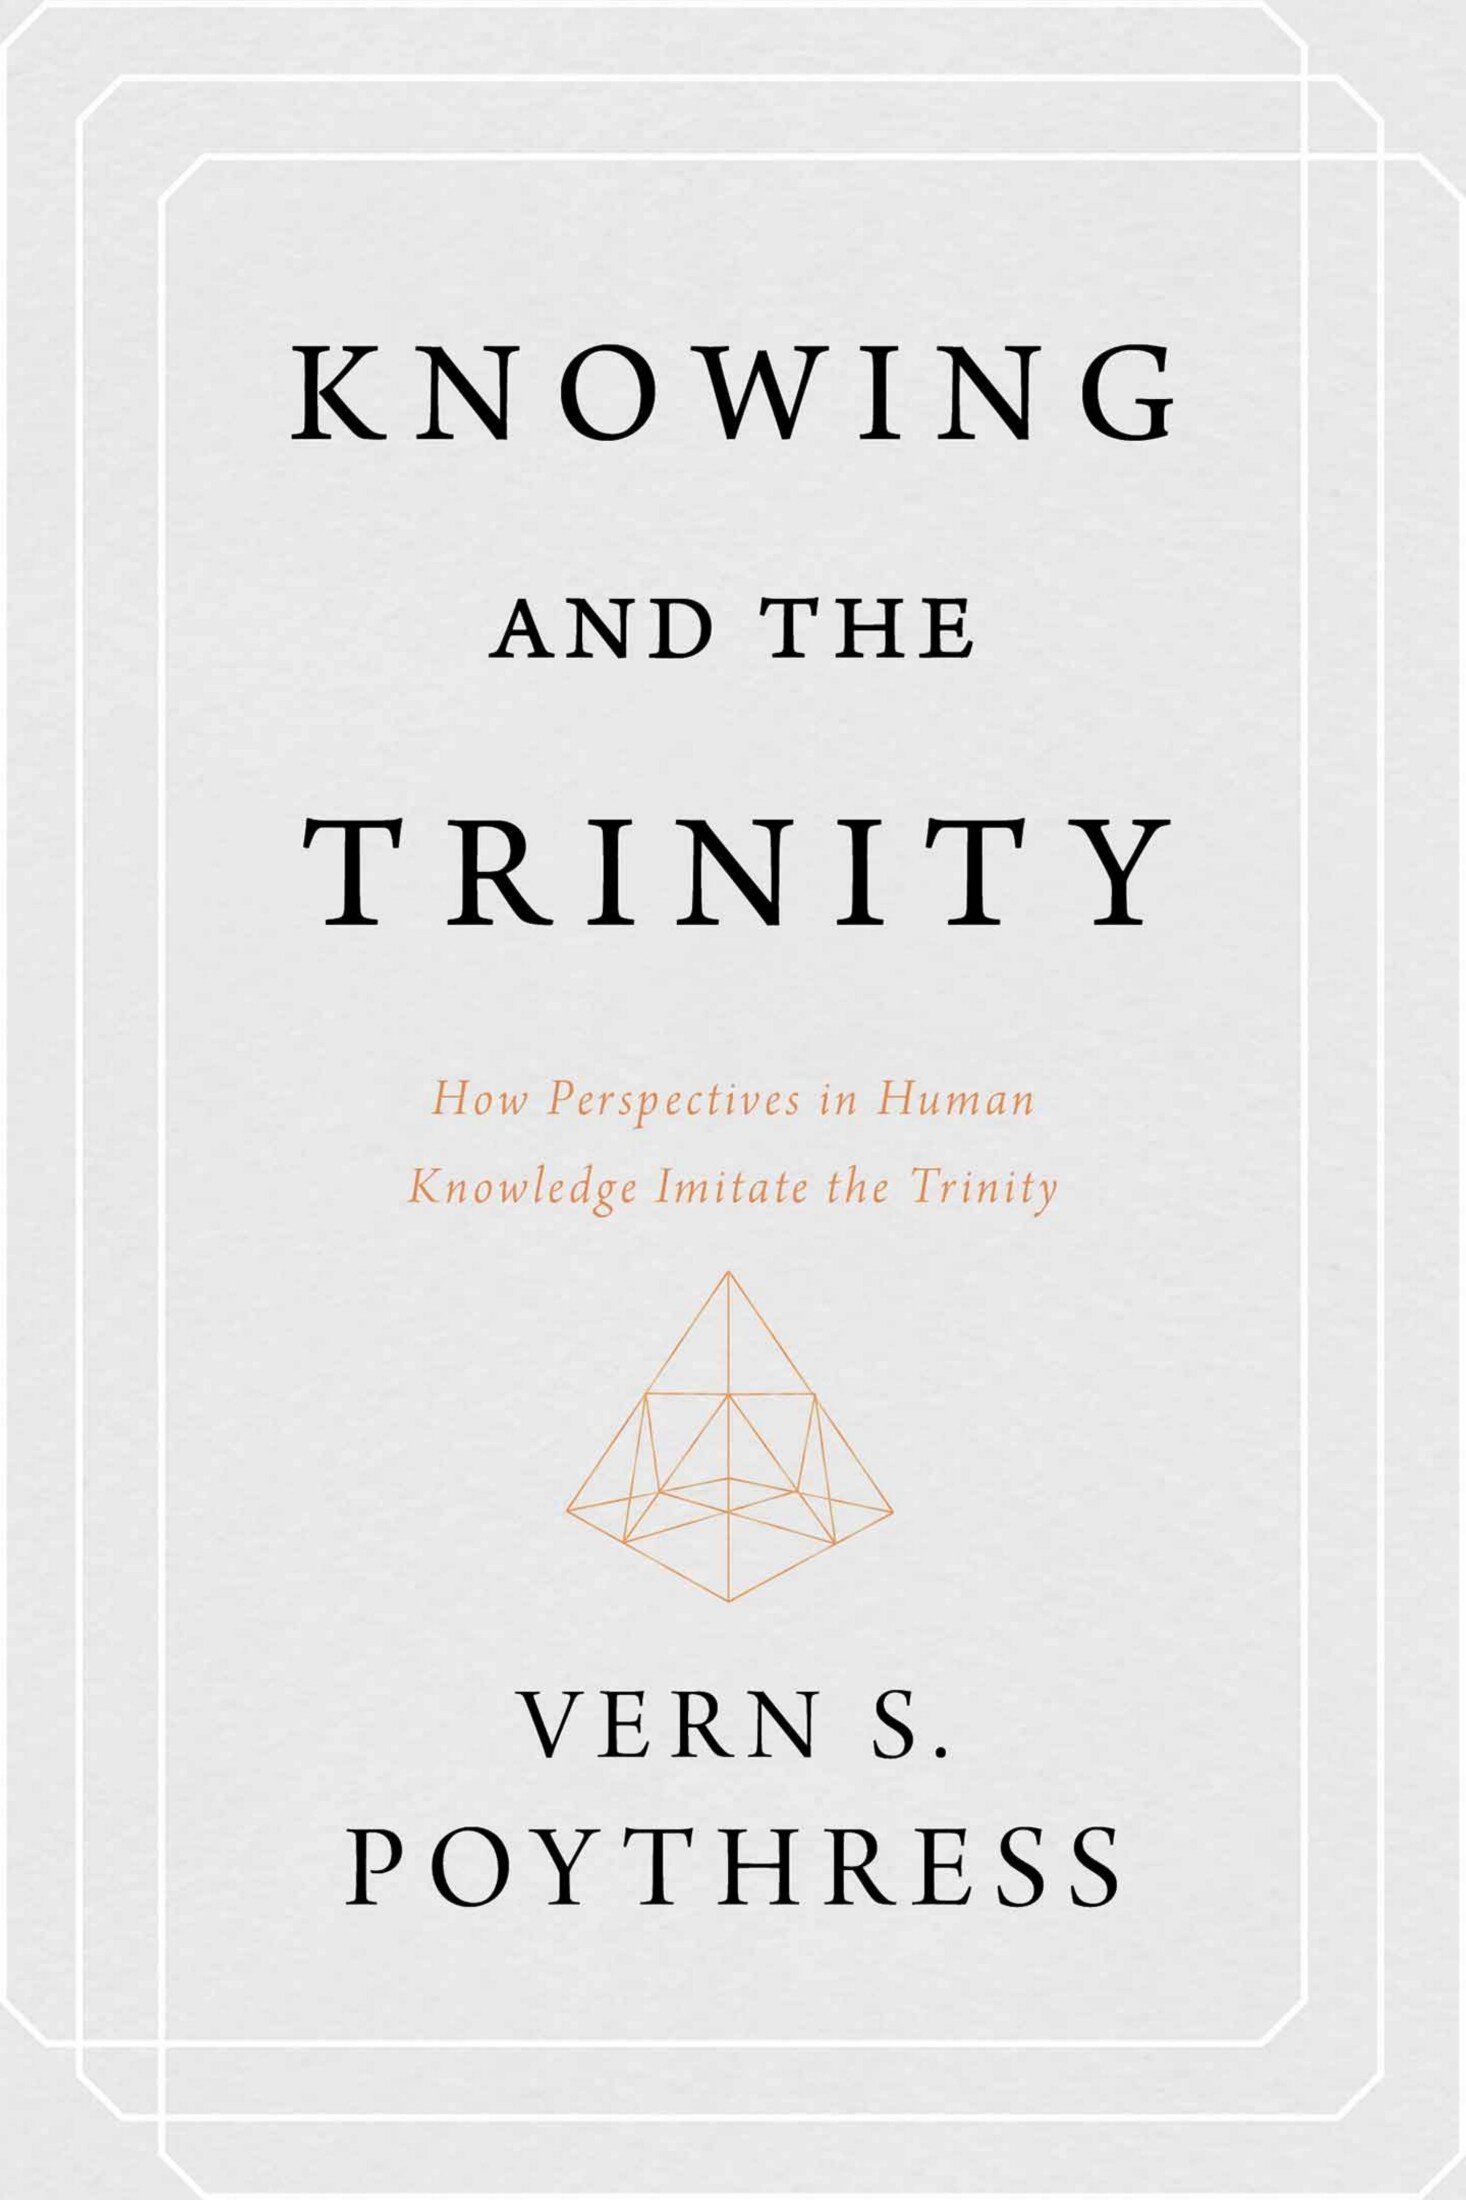 KNOWING
AND THE
TRINITY
How Perspectives in Human
Knowledge Imitate the Trinity
VERN S.
POYTHRESS